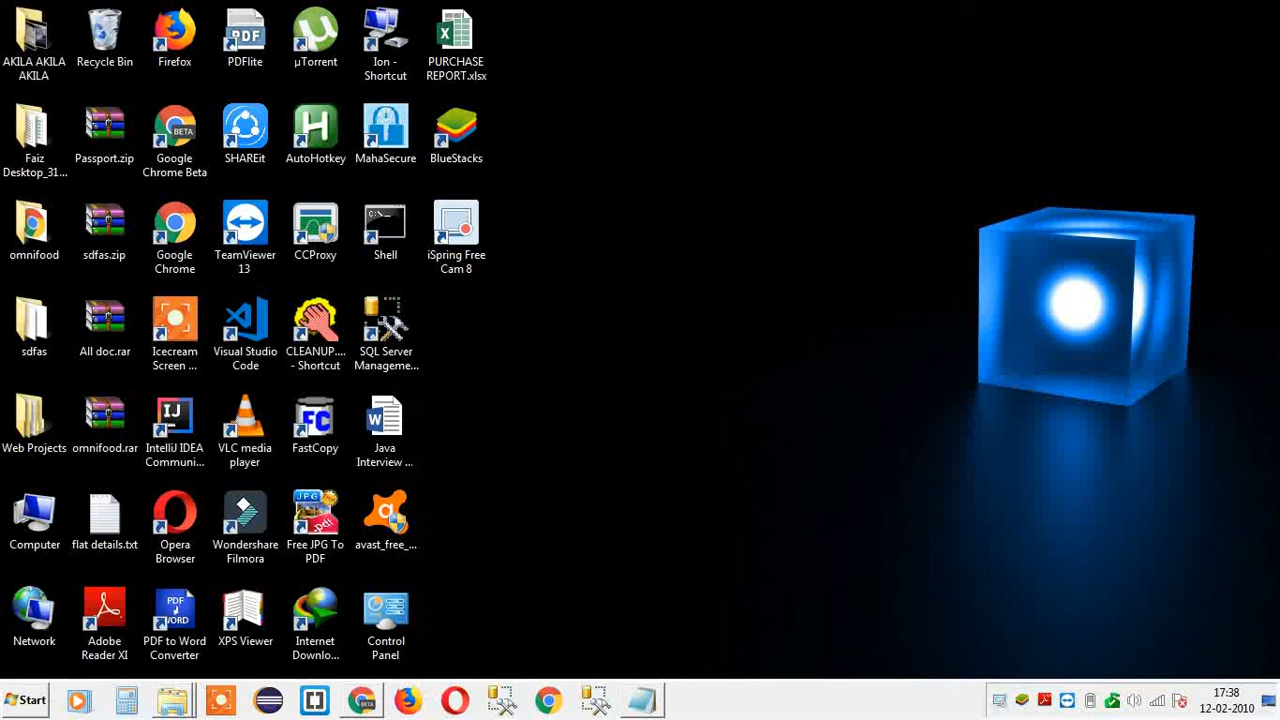 AKILA AKILA
AKILA
Recycle Bin
Firefox
PDFlite
µTorrent
Ion -
Shortcut
PURCHASE
REPORT.xlsx
Faiz
Desktop_31...
Passport.zip
BETA
Google
Chrome Beta
SHAREit
AutoHotkey
MahaSecure
BlueStacks
omnifood
sdfas.zip
Google
Chrome
TeamViewer
13
CCProxy
Shell
iSpring Free
Cam 8
sdfas
All doc.rar
Icecream
Screen ...
Visual Studio
Code
CLEANUP....
- Shortcut
SQL Server
Manageme...
Web Projects
omnifood.rar
IntelliJ IDEA
Communi...
VLC media
player
FastCopy
Java
Interview ...
Computer
flat details.txt
Opera
Browser
Wondershare
Filmora
Free JPG To
PDF
avast_free_...
Network
Adobe
Reader XI
PDF to Word
Converter
XPS Viewer
Internet
Downlo...
Control
Panel
Start
17:38
12-02-2010